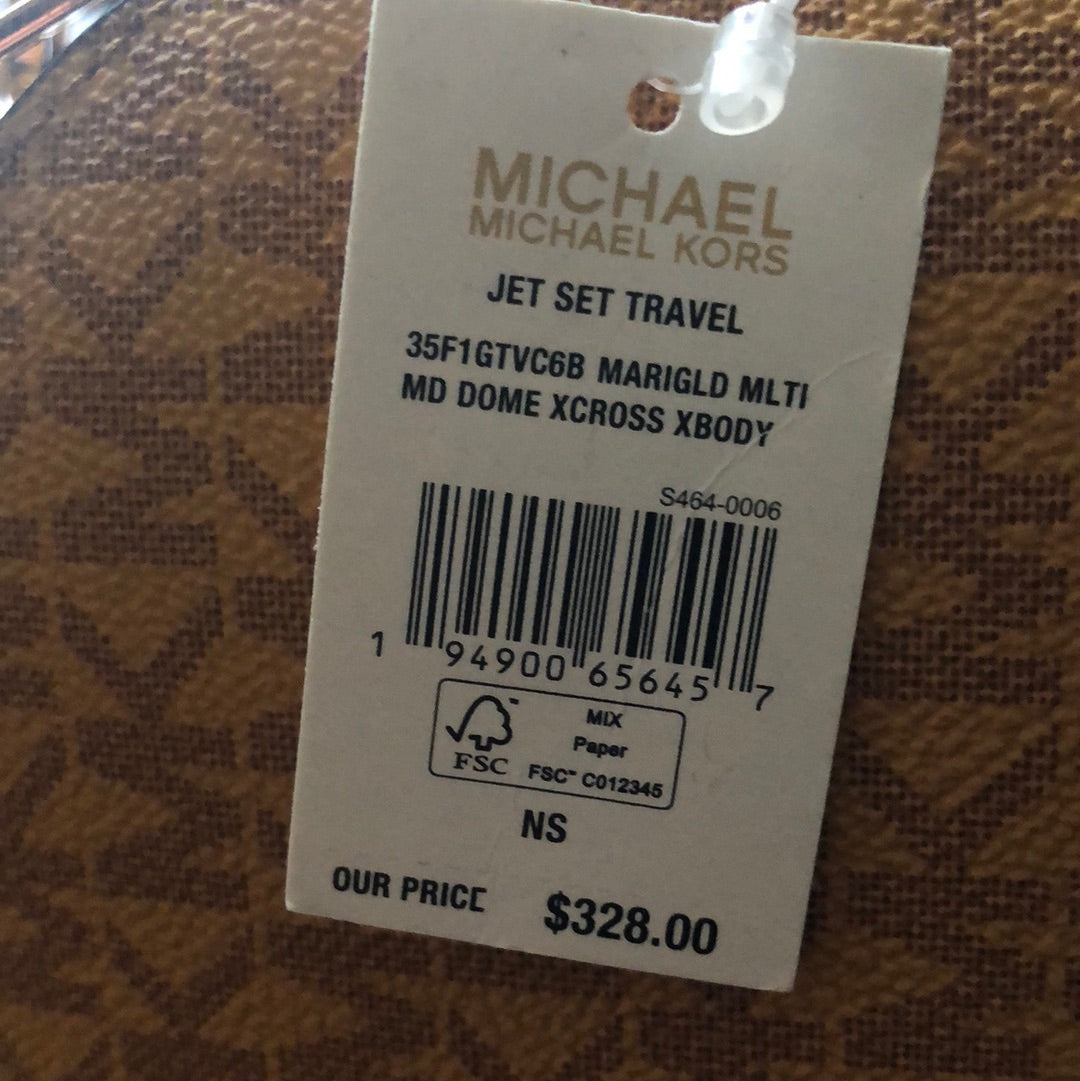 MICHAEL
MICHAEL KORS
JET SET TRAVEL
35F1GTVC6B MARIGLD MLTI
MD DOME XCROSS XBODY
S464-0006
1 94900 65645 7
MIX
Paper
FSC™ C012345
FSC
NS
OUR PRICE $328.00